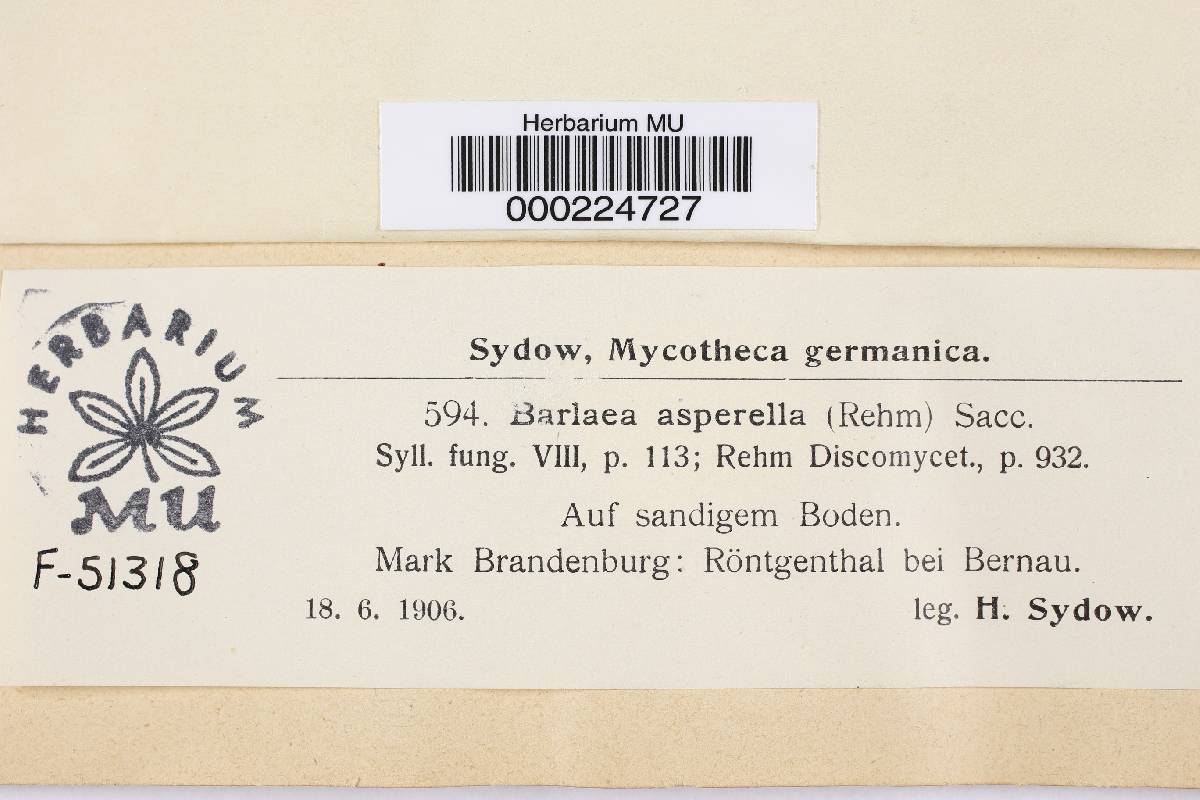 Herbarium MU
000224727
HERBARIUM
MU
F-51318
Sydow, Mycotheca germanica.
594. Barlaea asperella (Rehm) Sacc.
Syll. fung. VIII, p. 113; Rehm Discomycet., p. 932.
Auf sandigem Boden.
Mark Brandenburg: Röntgenthal bei Bernau.
18. 6. 1906. leg. H. Sydow.